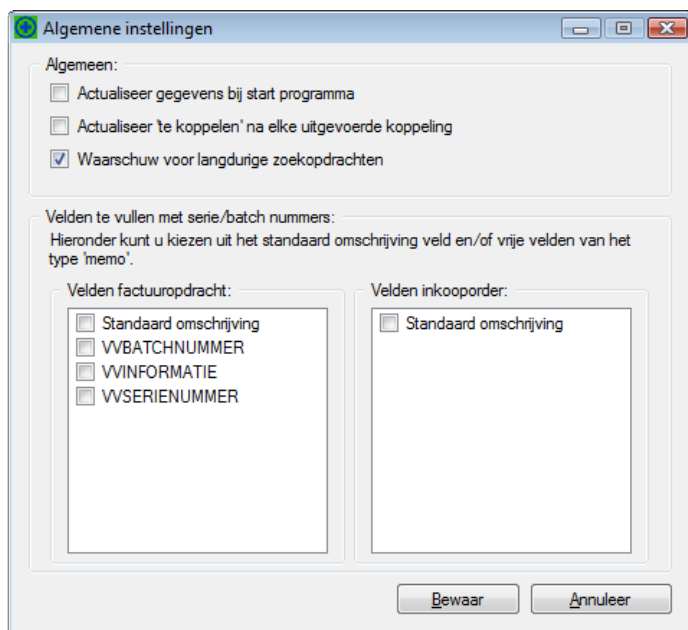 Algemene instellingen
Algemeen:
Actualiseer gegevens bij start programma
Actualiseer 'te koppelen' na elke uitgevoerde koppeling
Waarschuw voor langdurige zoekopdrachten
Velden te vullen met serie/batch nummers:
Hieronder kunt u kiezen uit het standaard omschrijving veld en/of vrije velden van het
type 'memo'.
Velden factuuropdracht:
Standaard omschrijving
VVBATCHNUMMER
VVINFORMATIE
VVSERIENUMMER
Velden inkooporder:
Standaard omschrijving
Bewaar
Annuleer